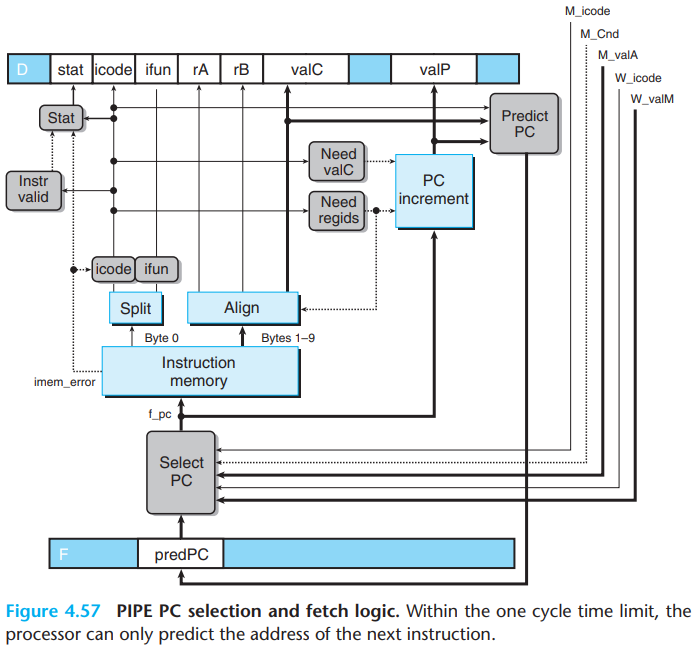 M_icode
M_Cnd
M_valA
W_icode
W_valM
D stat icode ifun rA rB valC valP
Stat
Predict
PC
Need
valC
Instr
valid
PC
increment
Need
regids
icode ifun
Split
Align
Byte 0
Bytes 1–9
Instruction
memory
imem_error
f_pc
Select
PC
F predPC
Figure 4.57 PIPE PC selection and fetch logic. Within the one cycle time limit, the
processor can only predict the address of the next instruction.